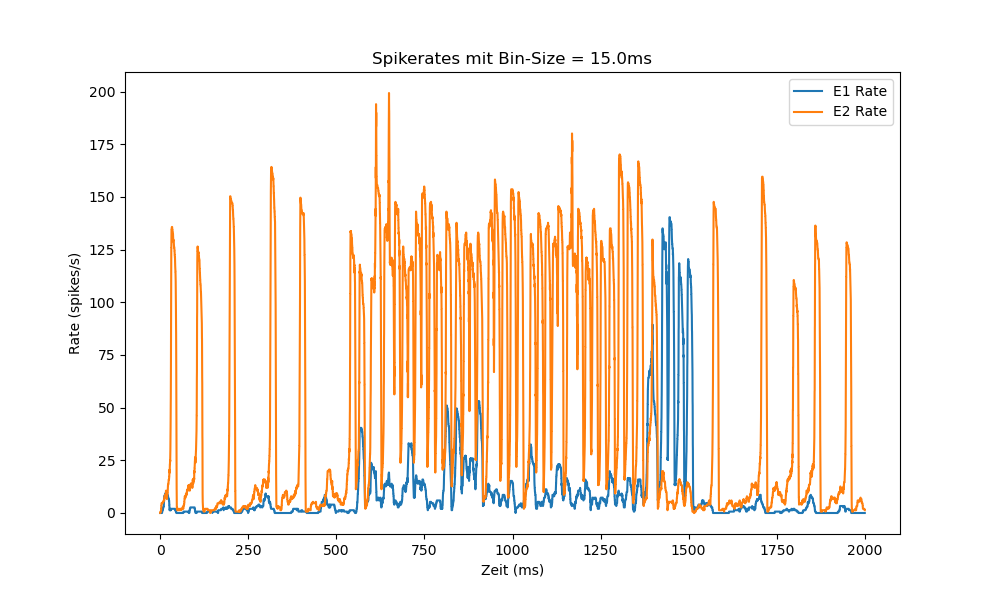 Spikerates mit Bin-Size = 15.0ms
E1 Rate
E2 Rate
Rate (spikes/s)
200
175
150
125
100
75
50
25
0
0 250 500 750 1000 1250 1500 1750 2000
Zeit (ms)